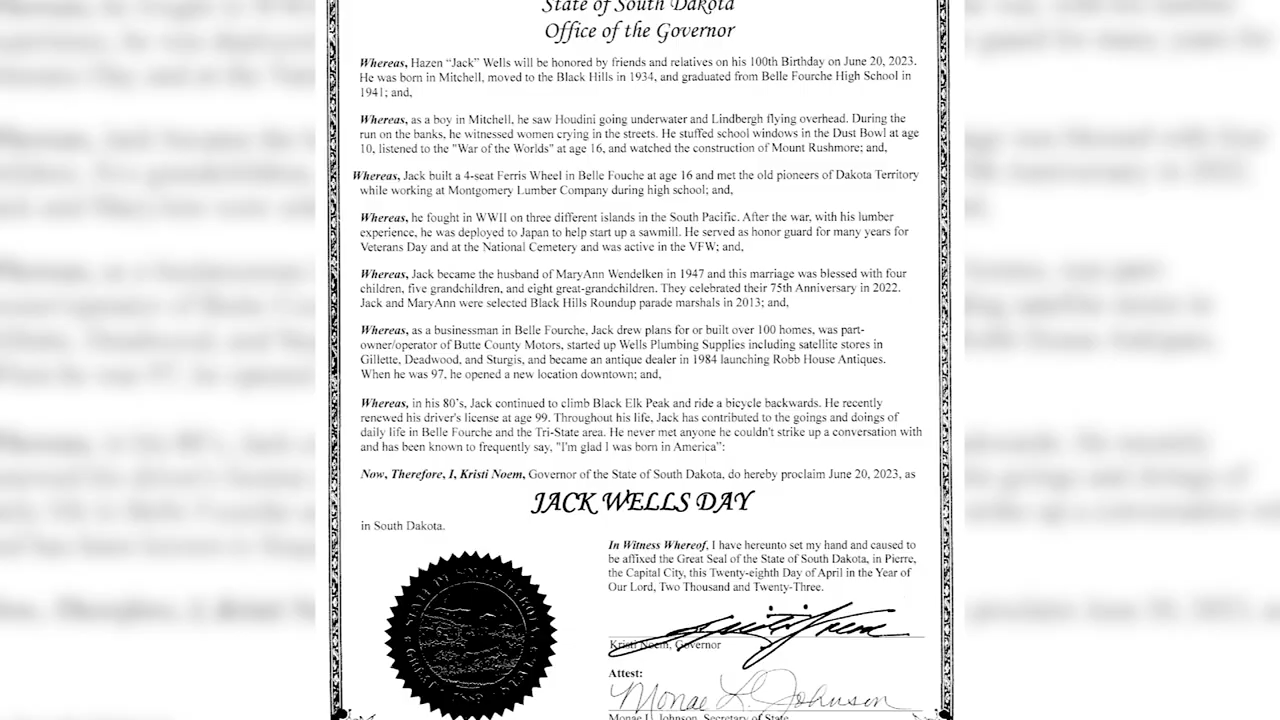 State of South Dakota
Office of the Governor
Whereas, Hazen “Jack” Wells will be honored by friends and relatives on his 100th Birthday on June 20, 2023.
He was born in Mitchell, moved to the Black Hills in 1934, and graduated from Belle Fourche High School in
1941; and,
Whereas, as a boy in Mitchell, he saw Houdini going underwater and Lindbergh flying overhead. During the
run on the banks, he witnessed women crying in the streets. He stuffed school windows in the Dust Bowl at age
10, listened to the "War of the Worlds" at age 16, and watched the construction of Mount Rushmore; and,
Whereas, Jack built a 4-seat Ferris Wheel in Belle Fouche at age 16 and met the old pioneers of Dakota Territory
while working at Montgomery Lumber Company during high school; and,
Whereas, he fought in WWII on three different islands in the South Pacific. After the war, with his lumber
experience, he was deployed to Japan to help start up a sawmill. He served as honor guard for many years for
Veterans Day and at the National Cemetery and was active in the VFW; and,
Whereas, Jack became the husband of MaryAnn Wendelken in 1947 and this marriage was blessed with four
children, five grandchildren, and eight great-grandchildren. They celebrated their 75th Anniversary in 2022.
Jack and MaryAnn were selected Black Hills Roundup parade marshals in 2013; and,
Whereas, as a businessman in Belle Fourche, Jack drew plans for or built over 100 homes, was part-
owner/operator of Butte County Motors, started up Wells Plumbing Supplies including satellite stores in
Gillette, Deadwood, and Sturgis, and became an antique dealer in 1984 launching Robb House Antiques.
When he was 97, he opened a new location downtown; and,
Whereas, in his 80’s, Jack continued to climb Black Elk Peak and ride a bicycle backwards. He recently
renewed his driver's license at age 99. Throughout his life, Jack has contributed to the goings and doings of
daily life in Belle Fourche and the Tri-State area. He never met anyone he couldn't strike up a conversation with
and has been known to frequently say, "I'm glad I was born in America”:
Now, Therefore, I, Kristi Noem, Governor of the State of South Dakota, do hereby proclaim June 20, 2023, as
JACK WELLS DAY
in South Dakota.
In Witness Whereof, I have hereunto set my hand and caused to
be affixed the Great Seal of the State of South Dakota, in Pierre,
the Capital City, this Twenty-eighth Day of April in the Year of
Our Lord, Two Thousand and Twenty-Three.
Kristi Noem
Kristi Noem, Governor
Attest:
Monae L. Johnson
Monae L. Johnson, Secretary of State